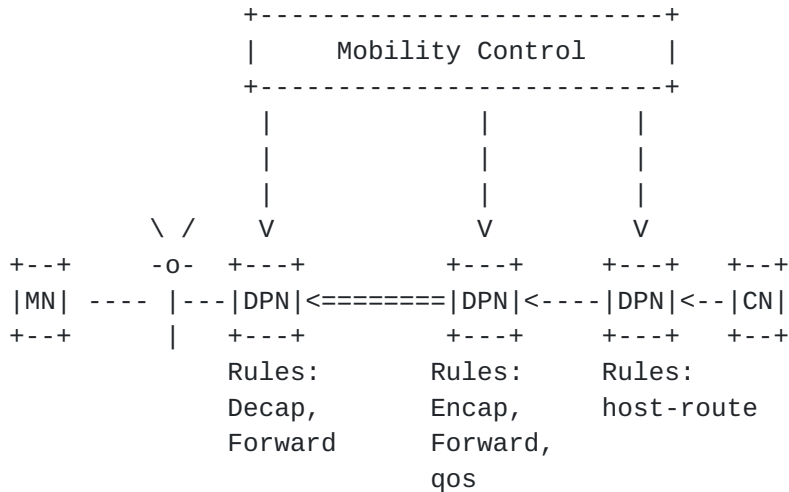 Mobility Control
MN DPN DPN DPN CN
Rules: Rules: Rules:
Decap, Encap, host-route
Forward Forward,
qos